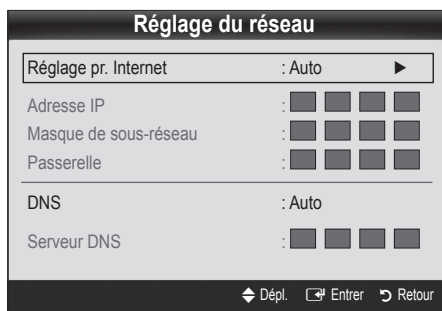 Réglage du réseau
Réglage pr. Internet : Auto ►
Adresse IP :
Masque de sous-réseau :
Passerelle :
DNS : Auto
Serveur DNS :
Dépl. Entrer Retour